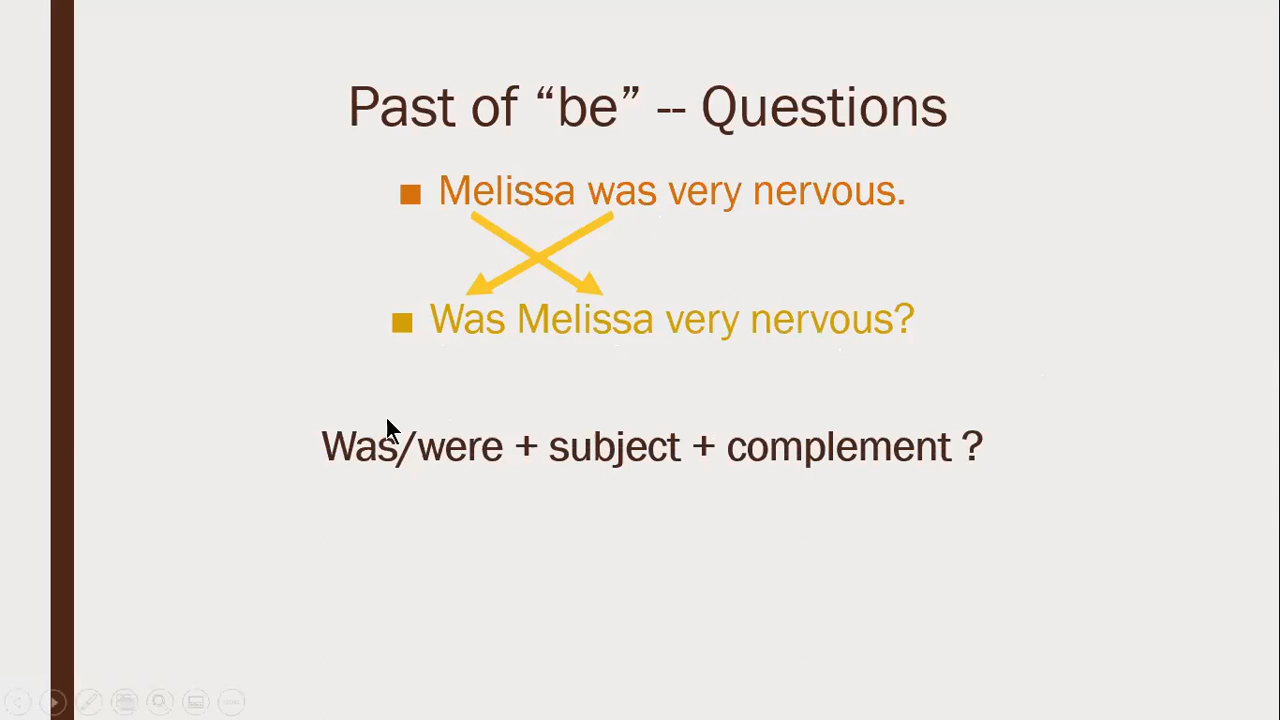 Past of “be” -- Questions
■ Melissa was very nervous.
■ Was Melissa very nervous?
Was/were + subject + complement ?